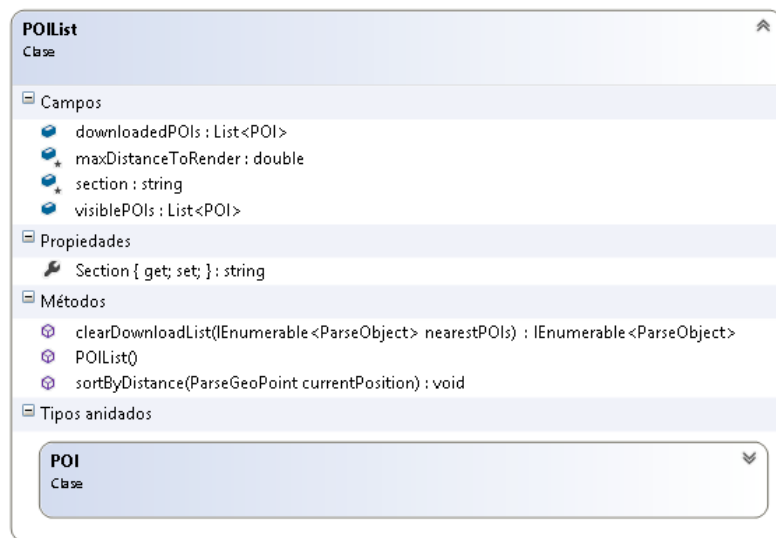 POIList
Clase
Campos
downloadedPOIs : List<POI>
maxDistanceToRender : double
section : string
visiblePOIs : List<POI>
Propiedades
Section { get; set; } : string
Métodos
clearDownloadList(IEnumerable<ParseObject> nearestPOIs) : IEnumerable<ParseObject>
POIList()
sortByDistance(ParseGeoPoint currentPosition) : void
Tipos anidados
POI
Clase